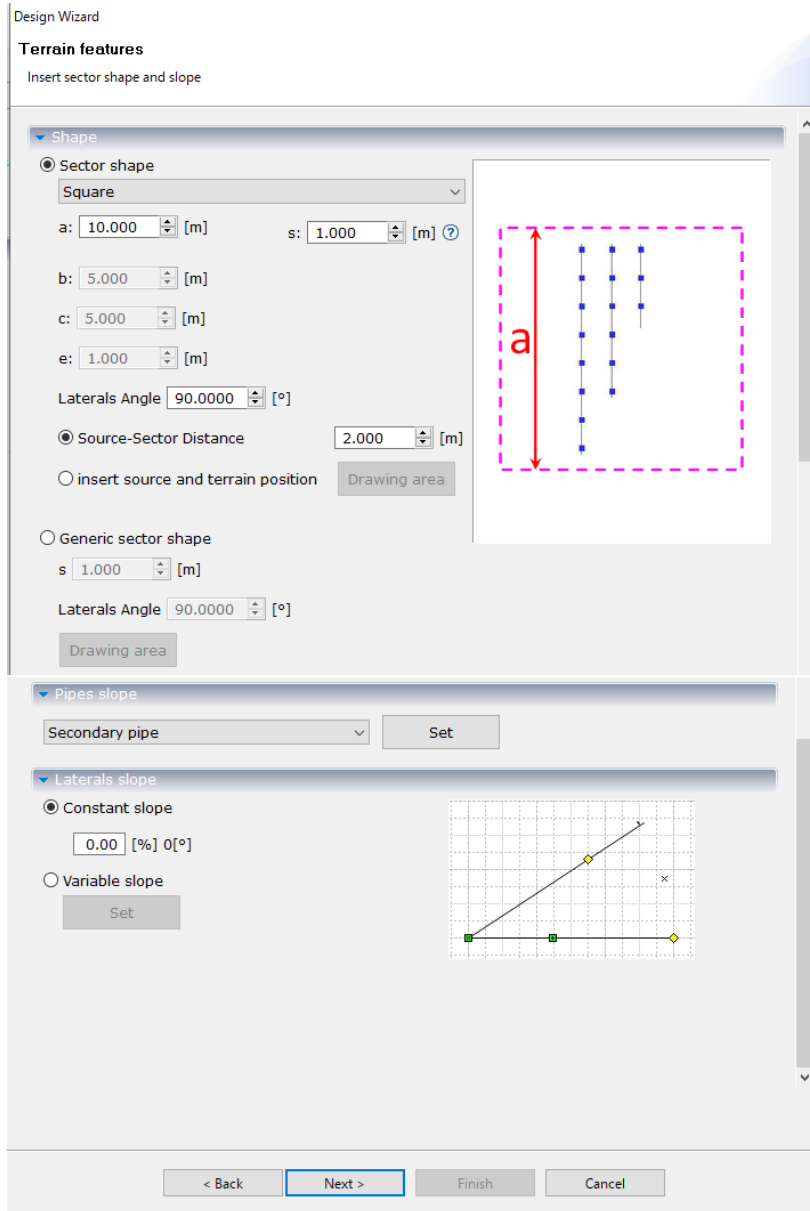 Design Wizard
Terrain features
Insert sector shape and slope
Shape
Sector shape
Square
a: 10.000 [m] s: 1.000 [m] ?
b: 5.000 [m]
c: 5.000 [m]
e: 1.000 [m]
Laterals Angle 90.0000 [°]
Source-Sector Distance 2.000 [m]
insert source and terrain position Drawing area
Generic sector shape
s 1.000 [m]
Laterals Angle 90.0000 [°]
Drawing area
a
Pipes slope
Secondary pipe Set
Laterals slope
Constant slope
0.00 [%] 0[°]
Variable slope
Set
< Back Next > Finish Cancel